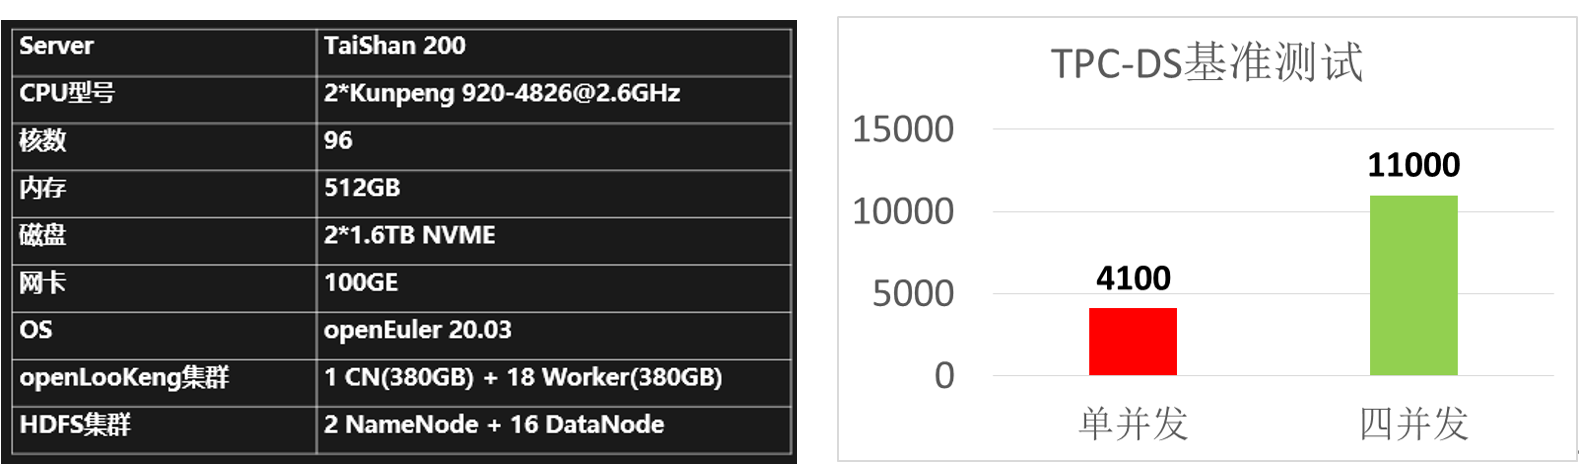 Server TaiShan 200
CPU型号 2*Kunpeng 920-4826@2.6GHz
核数 96
内存 512GB
磁盘 2*1.6TB NVME
网卡 100GE
OS openEuler 20.03
openLooKeng集群 1 CN(380GB) + 18 Worker(380GB)
HDFS集群 2 NameNode + 16 DataNode
TPC-DS基准测试
15000
11000
10000
4100
5000
0
单并发 四并发